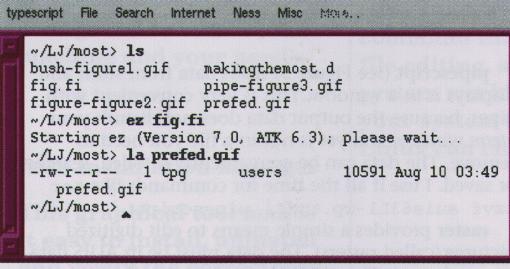 typescript File Search Internet Ness Misc More..
~/LJ/most> ls
bush-figure1.gif makingthemost.d
fig.fi pipe-figure3.gif
figure-figure2.gif prefed.gif
~/LJ/most> ez fig.fi
Starting ez (Version 7.0, ATK 6.3); please wait...
~/LJ/most> la prefed.gif
-rw-r--r-- 1 tpg users 10591 Aug 10 03:49
prefed.gif
~/LJ/most>